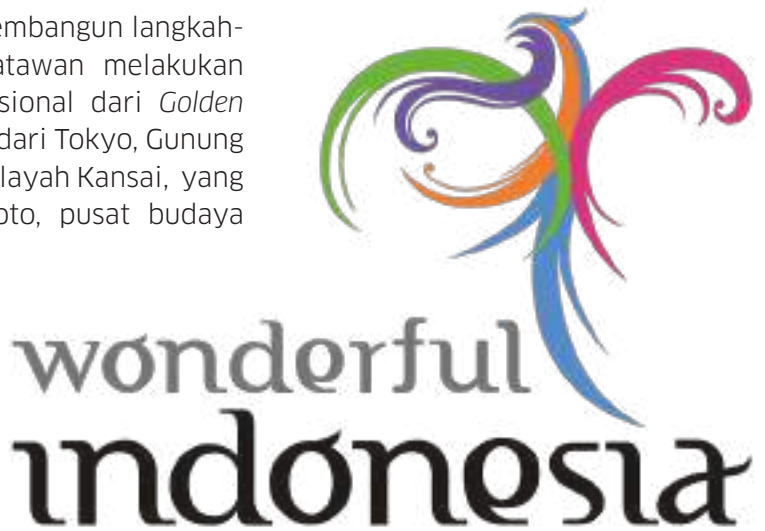 embangun langkah-
atawan melakukan
sional dari Golden
dari Tokyo, Gunung
layah Kansai, yang
oto, pusat budaya
wonderful
indonesia